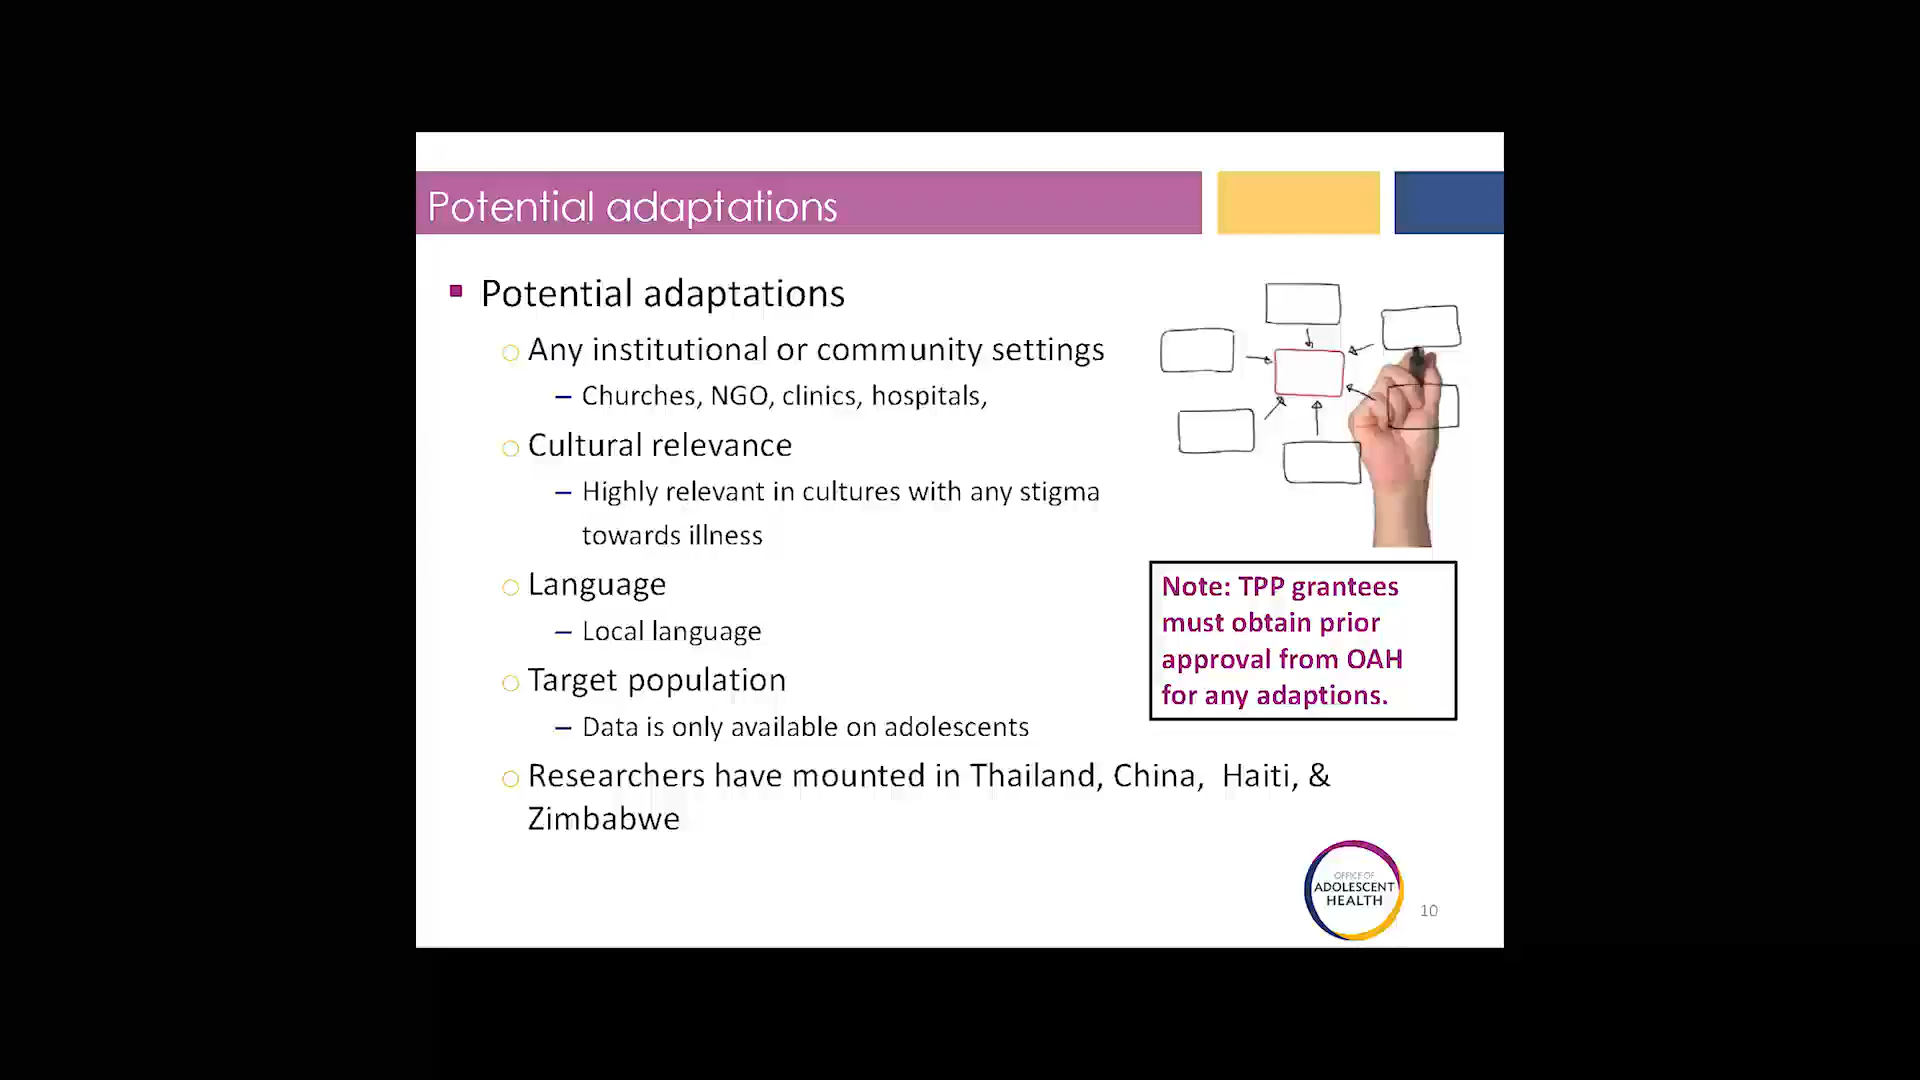 Potential adaptations
Potential adaptations
Any institutional or community settings
– Churches, NGO, clinics, hospitals,
Cultural relevance
– Highly relevant in cultures with any stigma
towards illness
Language
– Local language
Target population
– Data is only available on adolescents
Researchers have mounted in Thailand, China, Haiti, &
Zimbabwe
Note: TPP grantees
must obtain prior
approval from OAH
for any adaptions.
OFFICE OF
ADOLESCENT
HEALTH
10